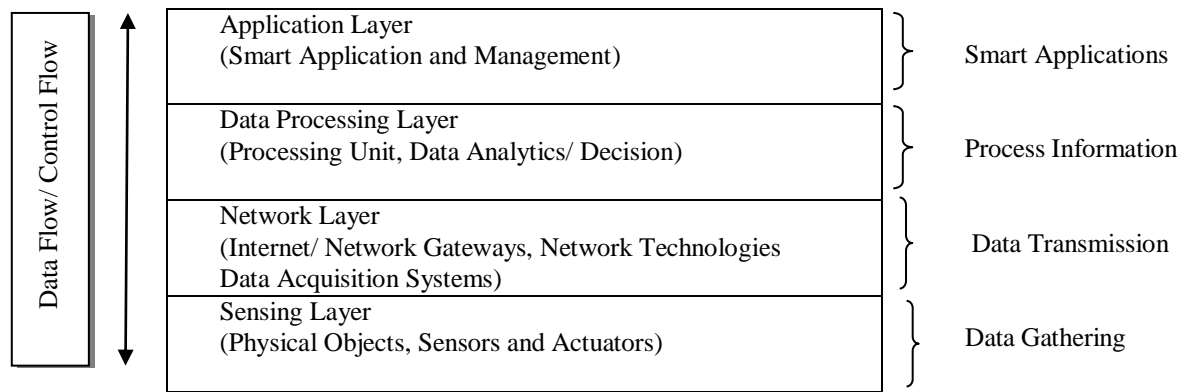 Data Flow/ Control Flow
Application Layer
(Smart Application and Management)
Smart Applications
Data Processing Layer
(Processing Unit, Data Analytics/ Decision)
Process Information
Network Layer
(Internet/ Network Gateways, Network Technologies
Data Acquisition Systems)
Data Transmission
Sensing Layer
(Physical Objects, Sensors and Actuators)
Data Gathering